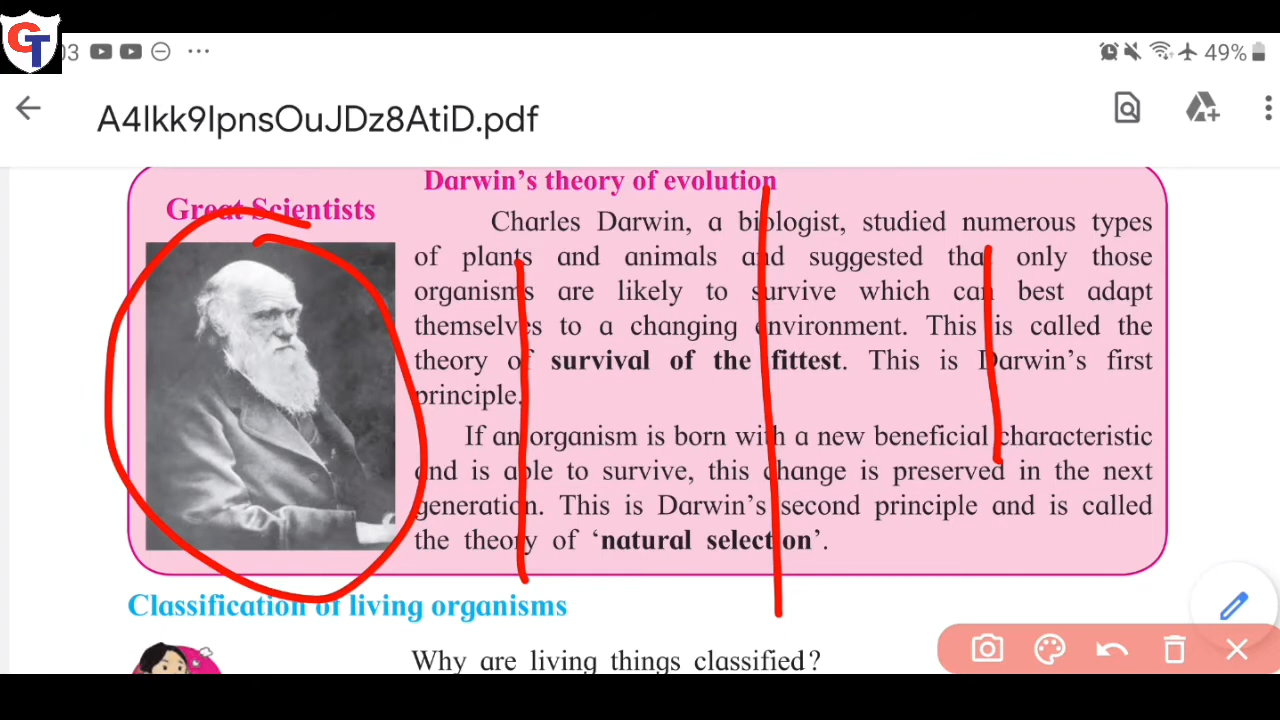 GT
03
49%
A4lkk9lpnsOuJDz8AtiD.pdf
Darwin's theory of evolution
Great Scientists
Charles Darwin, a biologist, studied numerous types
of plants and animals and suggested that only those
organisms are likely to survive which can best adapt
themselves to a changing environment. This is called the
theory of survival of the fittest. This is Darwin's first
principle.
If an organism is born with a new beneficial characteristic
and is able to survive, this change is preserved in the next
generation. This is Darwin's second principle and is called
the theory of ‘natural selection’.
Classification of living organisms
Why are living things classified?